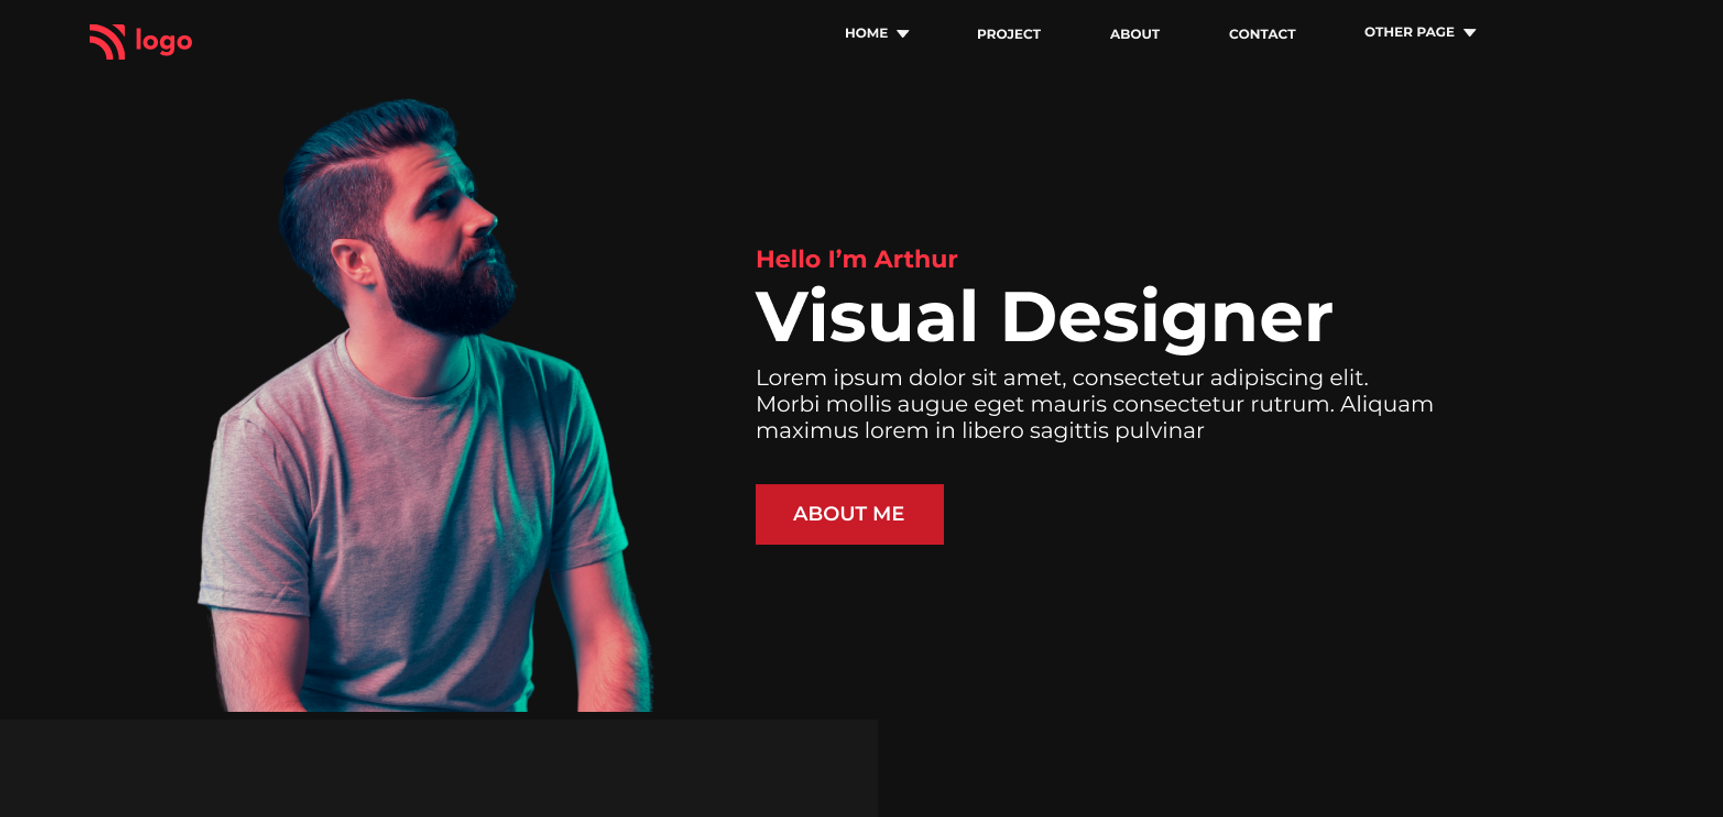 logo
HOME
PROJECT
ABOUT
CONTACT
OTHER PAGE
Hello I’m Arthur
Visual Designer
Lorem ipsum dolor sit amet, consectetur adipiscing elit.
Morbi mollis augue eget mauris consectetur rutrum. Aliquam
maximus lorem in libero sagittis pulvinar
ABOUT ME